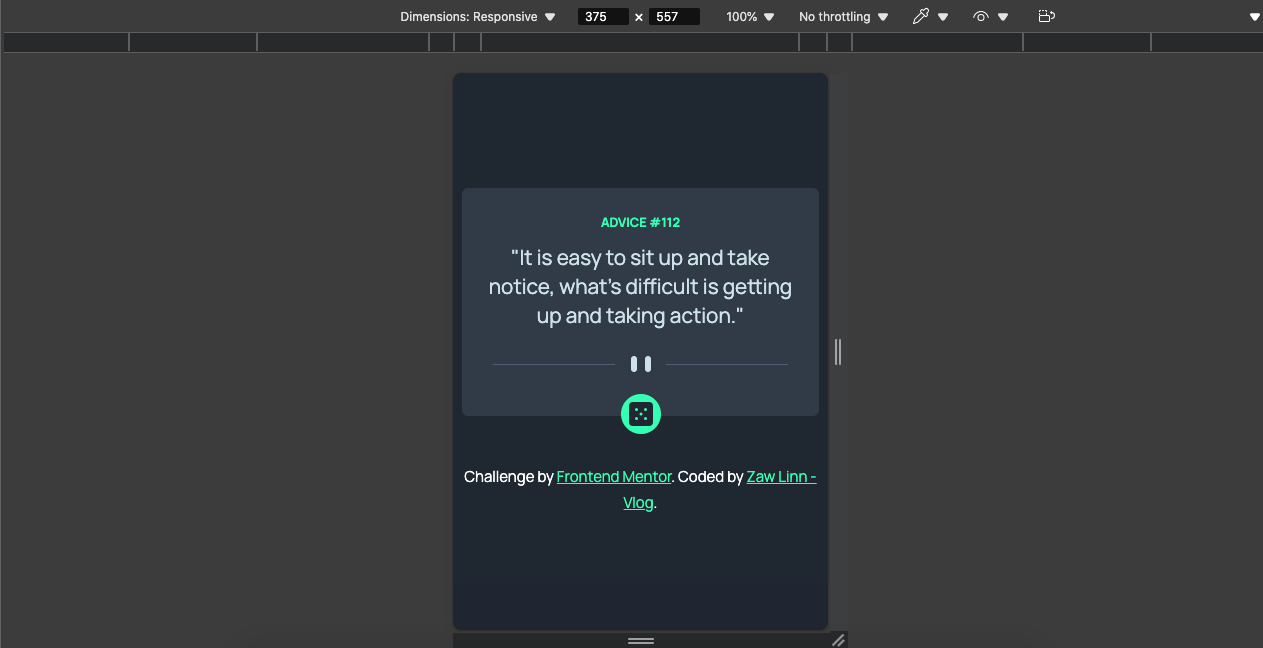 Dimensions: Responsive 375 × 557 100% No throttling
ADVICE #112
"It is easy to sit up and take
notice, what's difficult is getting
up and taking action."
Challenge by Frontend Mentor. Coded by Zaw Linn -
Vlog.